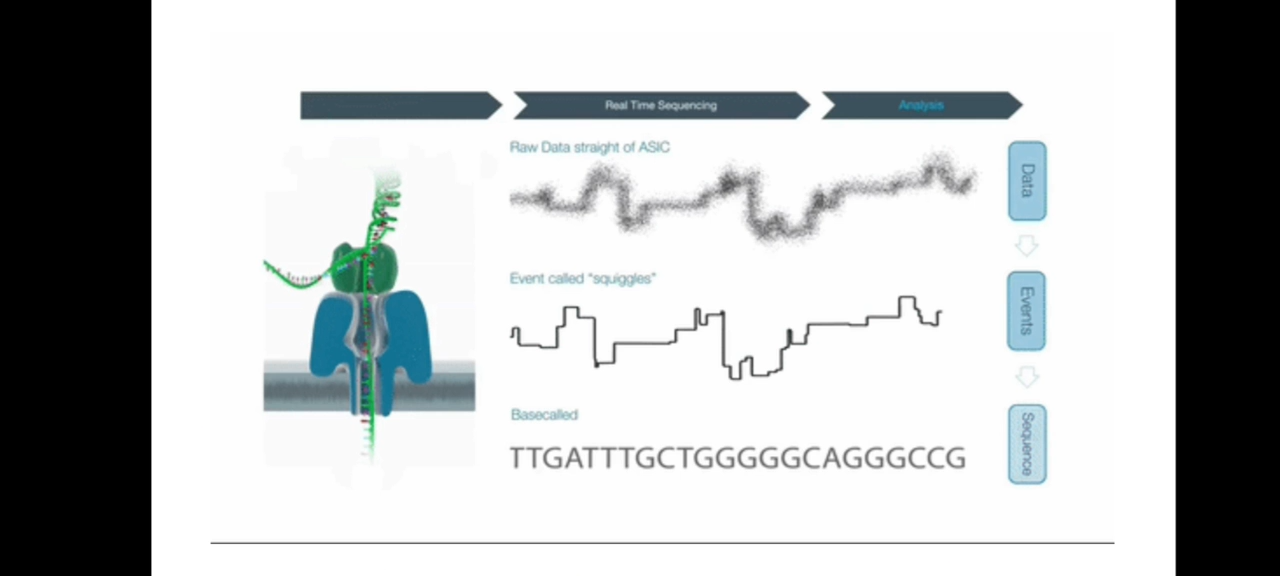 Real Time Sequencing
Analysis
Raw Data straight of ASIC
Data
Event called "squiggles"
Events
Basecalled
TTGATTTGCTGGGGGCAGGGCCG
Sequence